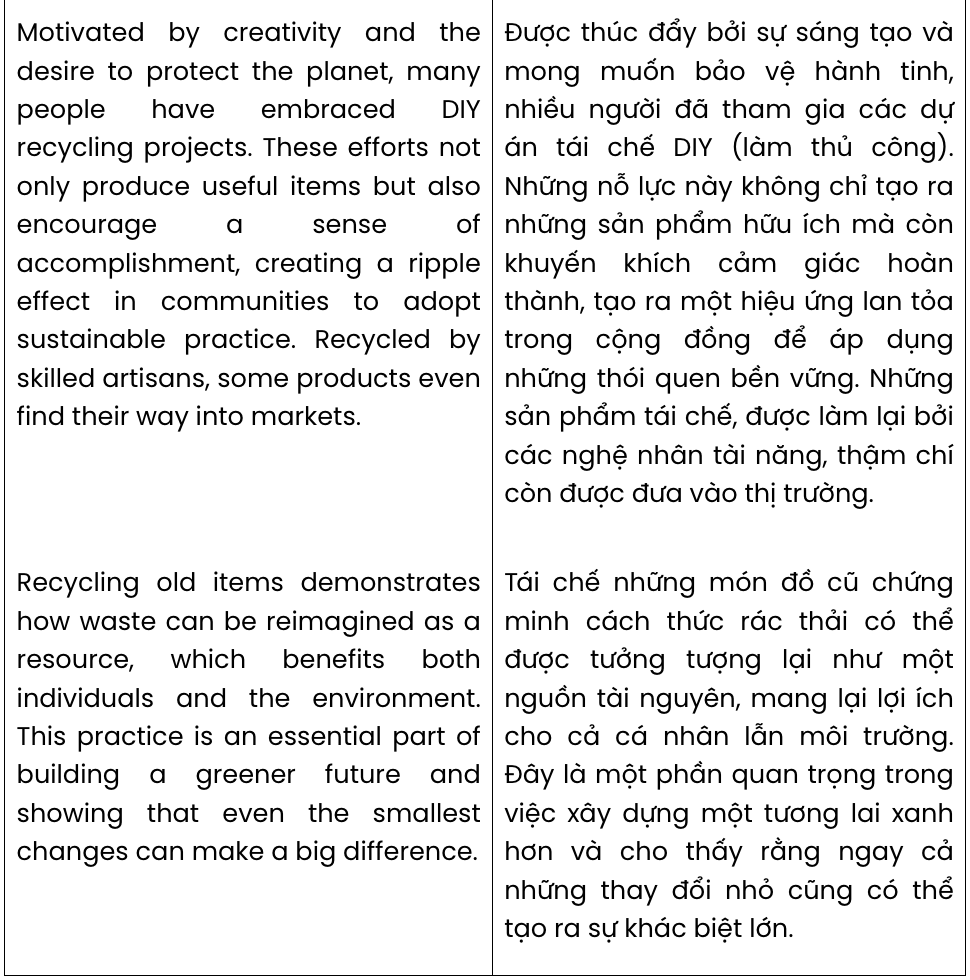 Motivated by creativity and the
desire to protect the planet, many
people have embraced DIY
recycling projects. These efforts not
only produce useful items but also
encourage a sense of
accomplishment, creating a ripple
effect in communities to adopt
sustainable practice. Recycled by
skilled artisans, some products even
find their way into markets.
Được thúc đẩy bởi sự sáng tạo và
mong muốn bảo vệ hành tinh,
nhiều người đã tham gia các dự
án tái chế DIY (làm thủ công).
Những nỗ lực này không chỉ tạo ra
những sản phẩm hữu ích mà còn
khuyến khích cảm giác hoàn
thành, tạo ra một hiệu ứng lan tỏa
trong cộng đồng để áp dụng
những thói quen bền vững. Những
sản phẩm tái chế, được làm lại bởi
các nghệ nhân tài năng, thậm chí
còn được đưa vào thị trường.
Recycling old items demonstrates
how waste can be reimagined as a
resource, which benefits both
individuals and the environment.
This practice is an essential part of
building a greener future and
showing that even the smallest
changes can make a big difference.
Tái chế những món đồ cũ chứng
minh cách thức rác thải có thể
được tưởng tượng lại như một
nguồn tài nguyên, mang lại lợi ích
cho cả cá nhân lẫn môi trường.
Đây là một phần quan trọng trong
việc xây dựng một tương lai xanh
hơn và cho thấy rằng ngay cả
những thay đổi nhỏ cũng có thể
tạo ra sự khác biệt lớn.